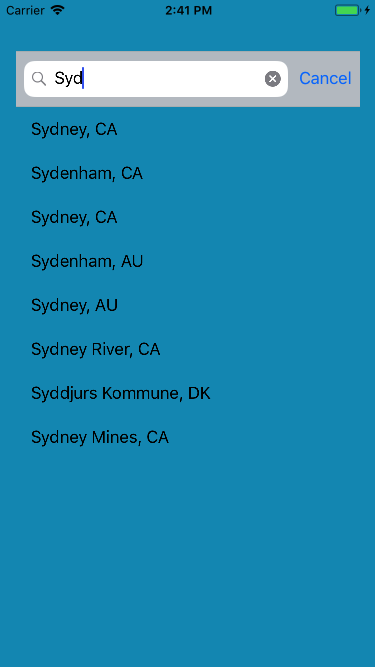 Carrier 2:41 PM
Syd Cancel
Sydney, CA
Sydenham, CA
Sydney, CA
Sydenham, AU
Sydney, AU
Sydney River, CA
Syddjurs Kommune, DK
Sydney Mines, CA